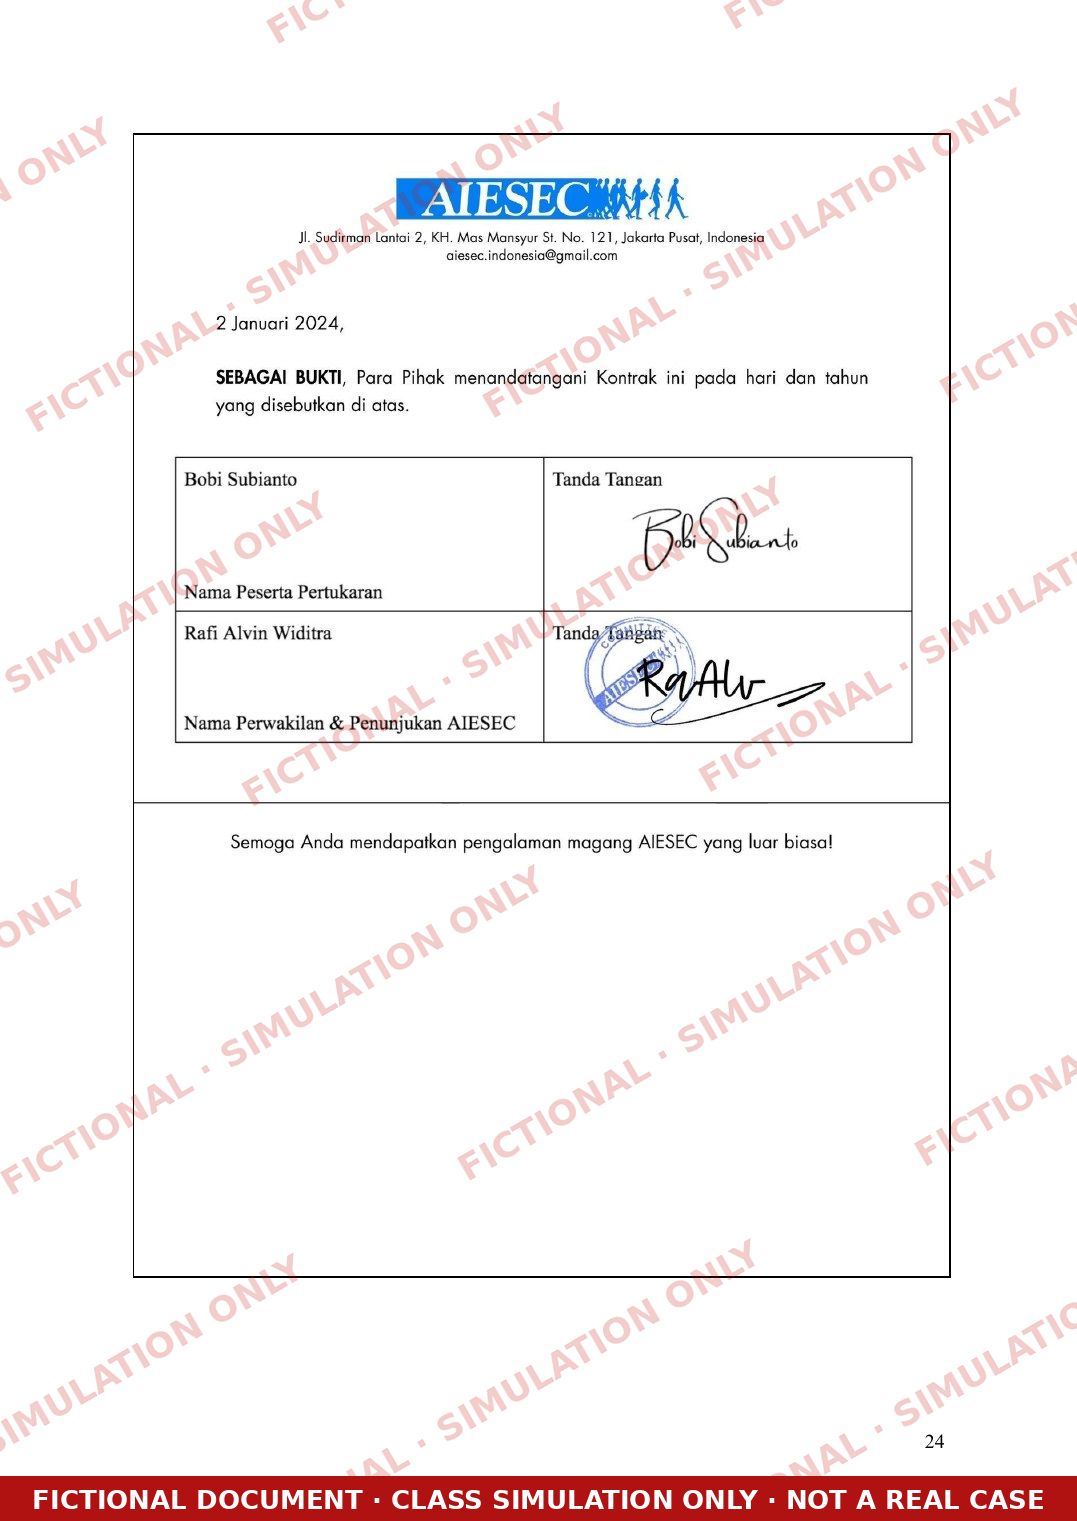 AIESEC
Jl. Sudirman Lantai 2, KH. Mas Mansyur St. No. 121, Jakarta Pusat, Indonesia
aiesec.indonesia@gmail.com
2 Januari 2024,
SEBAGAI BUKTI, Para Pihak menandatangani Kontrak ini pada hari dan tahun
yang disebutkan di atas.
Bobi Subianto
Tanda Tangan
Bobi Subianto
Nama Peserta Pertukaran
Rafi Alvin Widitra
Tanda Tangan
AIESEC
RaAlv
Nama Perwakilan & Penunjukan AIESEC
Semoga Anda mendapatkan pengalaman magang AIESEC yang luar biasa!
24
FICTIONAL · SIMULATION ONLY
FICTIONAL DOCUMENT · CLASS SIMULATION ONLY · NOT A REAL CASE